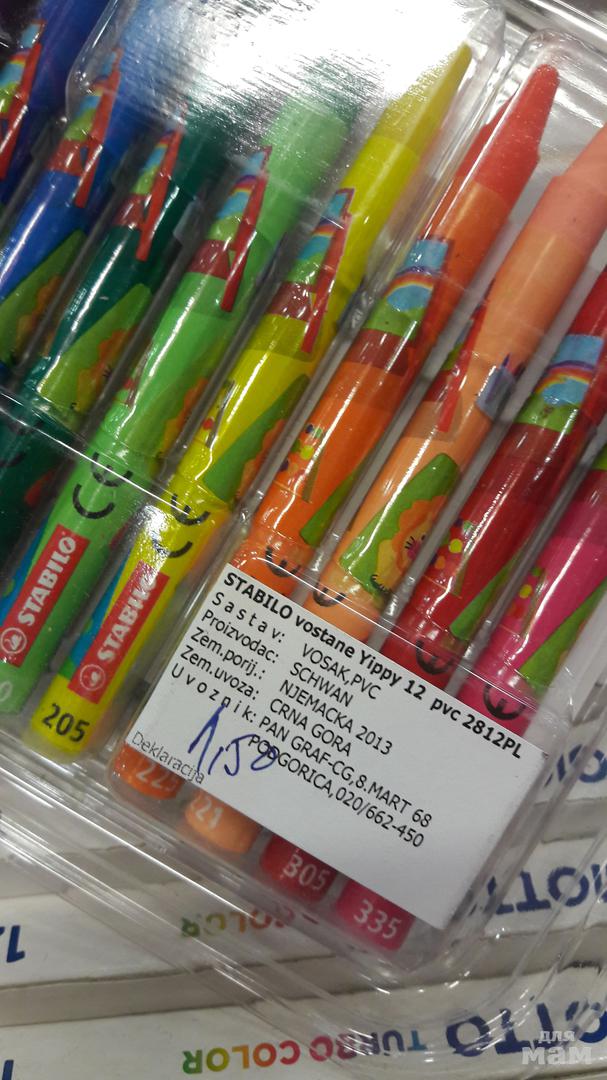 STABILO
STABILO
205
STABILO vostane Yippy 12 pvc 2812PL
Sastav: VOSAK,PVC
Proizvodac: SCHWAN
Zem.porij.: NJEMACKA 2013
Zem.uvoza: CRNA GORA
Uvoznik: PAN GRAF-CG,8.MART 68
PODGORICA,020/662-450
Deklaracija
1,50
305
335
TURBO COLOR
COLOR
для
мам